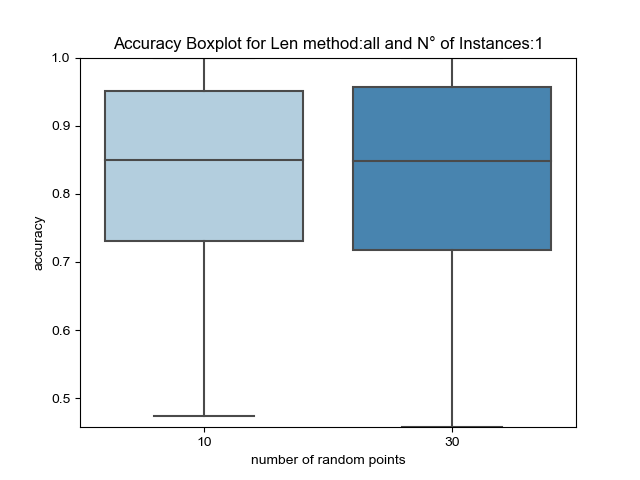 Accuracy Boxplot for Len method:all and N° of Instances:1
1.0
0.9
0.8
0.7
0.6
0.5
accuracy
10
30
number of random points